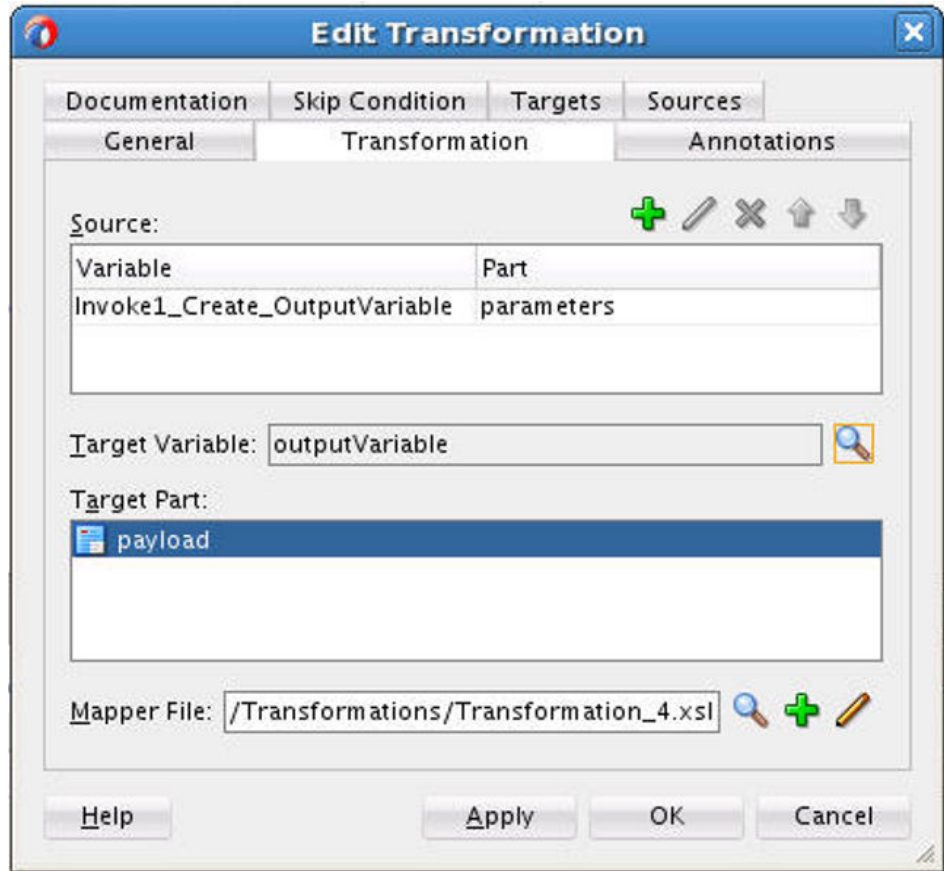 Edit Transformation
Documentation Skip Condition Targets Sources
General Transformation Annotations
Source:
Variable Part
Invoke1_Create_OutputVariable parameters
Target Variable: outputVariable
Target Part:
payload
Mapper File: /Transformations/Transformation_4.xsl
Help Apply OK Cancel